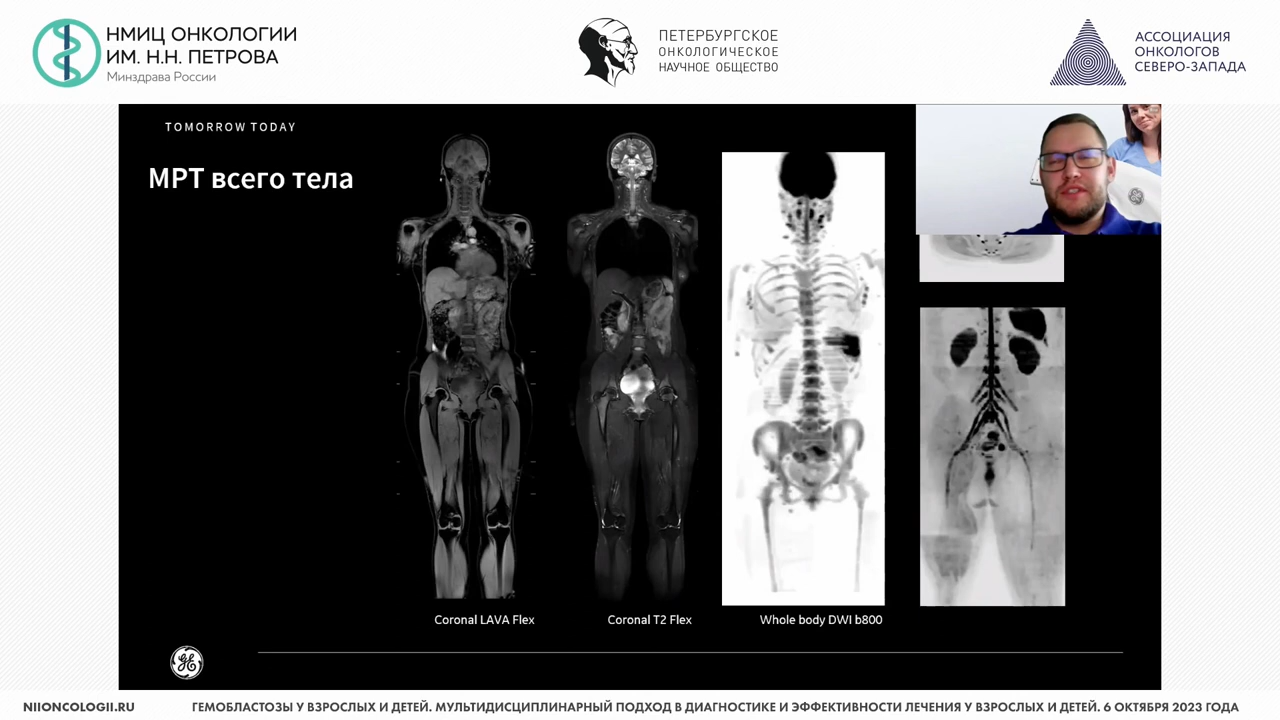 НМИЦ ОНКОЛОГИИ
ИМ. Н.Н. ПЕТРОВА
Минздрава России
ПЕТЕРБУРГСКОЕ
ОНКОЛОГИЧЕСКОЕ
НАУЧНОЕ ОБЩЕСТВО
АССОЦИАЦИЯ
ОНКОЛОГОВ
СЕВЕРО-ЗАПАДА
TOMORROW TODAY
МРТ всего тела
Coronal LAVA Flex
Coronal T2 Flex
Whole body DWI b800
GE
NIIONCOLOGII.RU
ГЕМОБЛАСТОЗЫ У ВЗРОСЛЫХ И ДЕТЕЙ. МУЛЬТИДИСЦИПЛИНАРНЫЙ ПОДХОД В ДИАГНОСТИКЕ И ЭФФЕКТИВНОСТИ ЛЕЧЕНИЯ У ВЗРОСЛЫХ И ДЕТЕЙ. 6 ОКТЯБРЯ 2023 ГОДА